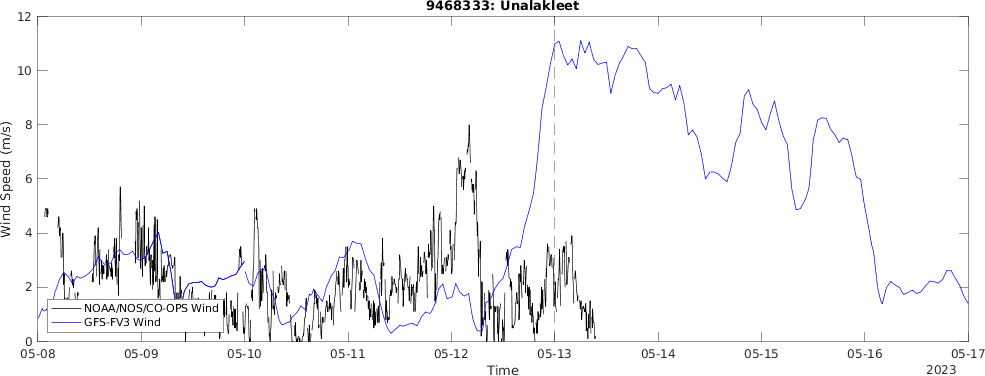 9468333: Unalakleet
Wind Speed (m/s)
12
10
8
6
4
2
0
NOAA/NOS/CO-OPS Wind
GFS-FV3 Wind
05-08 05-09 05-10 05-11 05-12 05-13 05-14 05-15 05-16 05-17
Time
2023